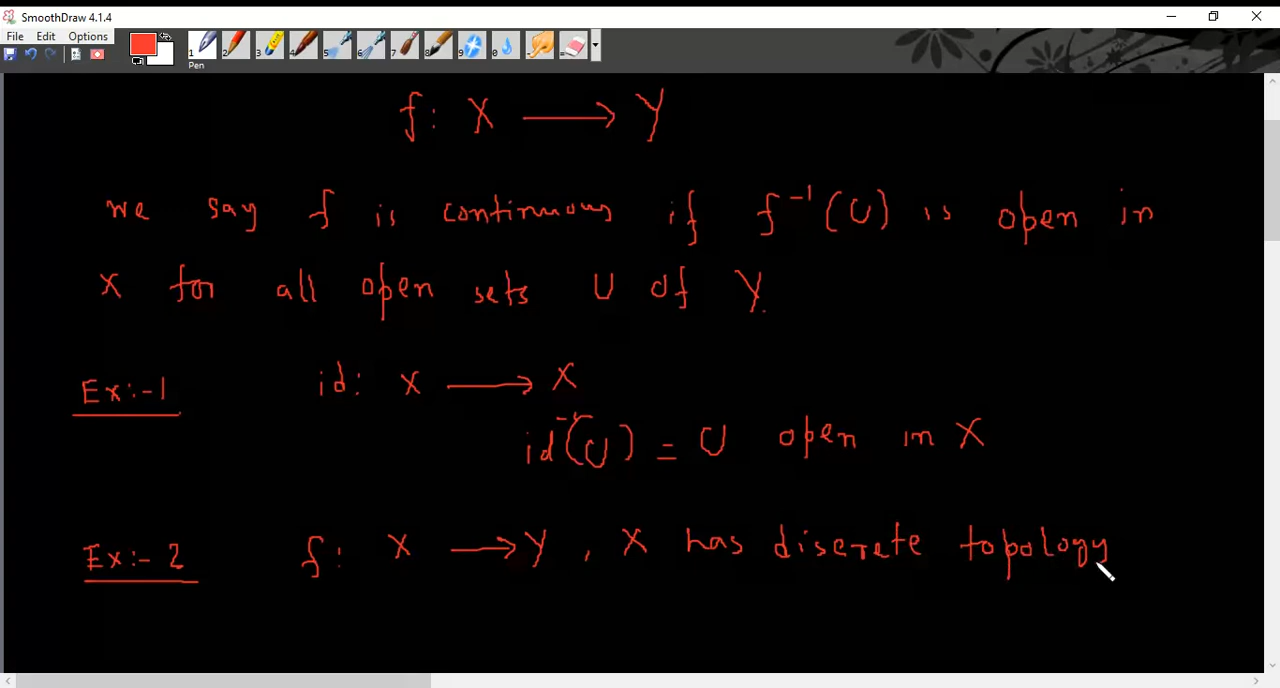 SmoothDraw 4.1.4
File Edit Options
Pen
f: X ⟶ Y
We say f is continuous if f⁻¹(U) is open in
X for all open sets U of Y.
Ex:-1 id: X ⟶ X
id⁻¹(U) = U open in X
Ex:-2 f: X ⟶ Y, X has discrete topology